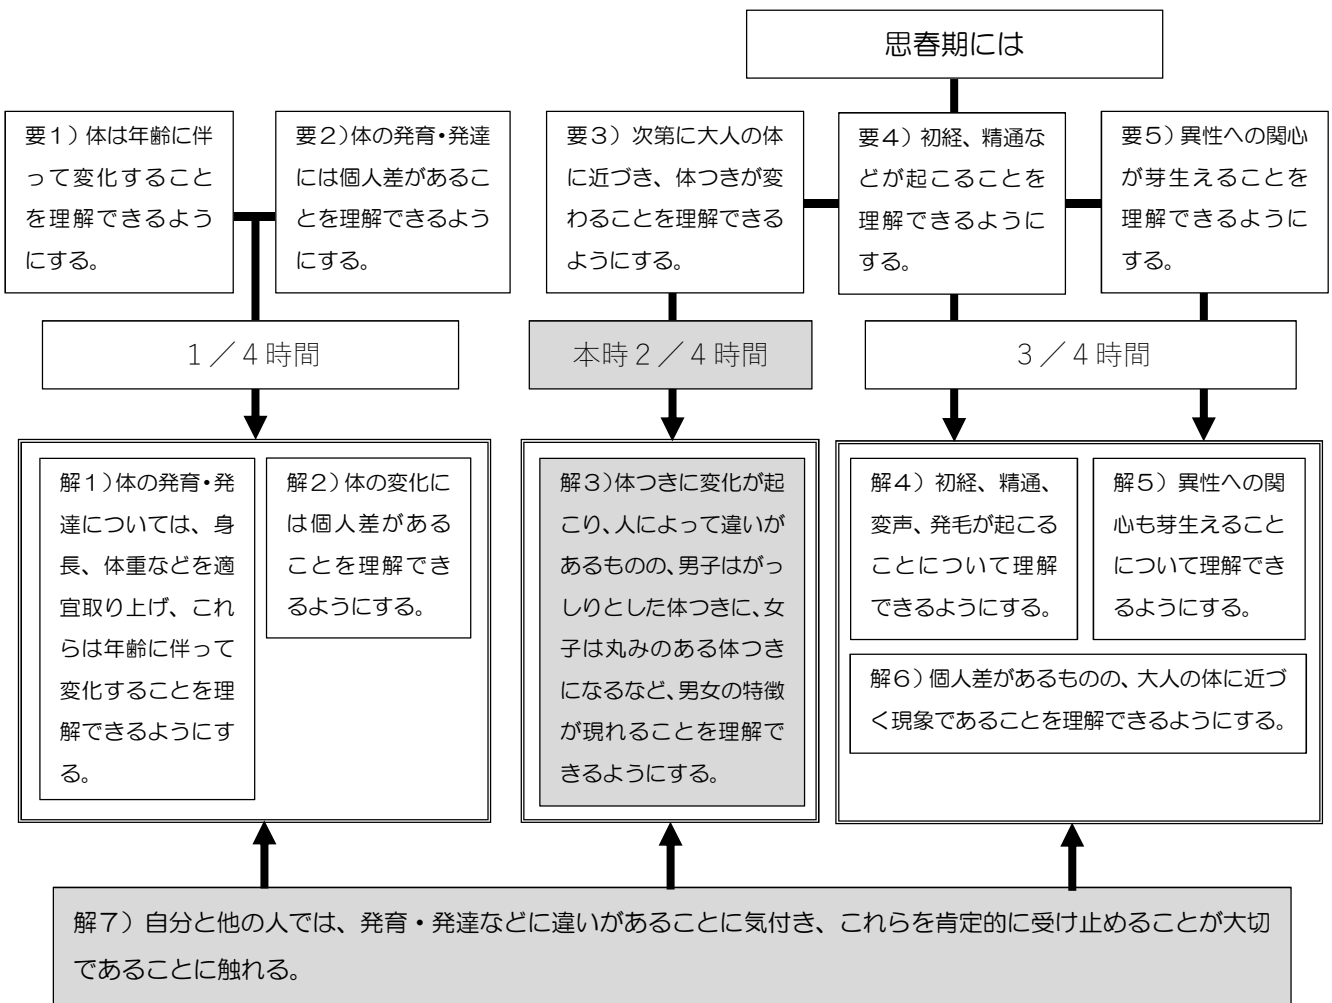 思春期には
要1）体は年齢に伴
って変化すること
を理解できるよう
にする。
要2）体の発育・発達
には個人差があるこ
とを理解できるよう
にする。
要3）次第に大人の体
に近づき、体つきが変
わることを理解できる
ようにする。
要4）初経、精通な
どが起こることを
理解できるように
する。
要5）異性への関心
が芽生えることを
理解できるように
する。
1／4時間
本時2／4時間
3／4時間
解1）体の発育・発
達については、身
長、体重などを適
宜取り上げ、これ
らは年齢に伴って
変化することを理
解できるようにす
る。
解2）体の変化に
は個人差がある
ことを理解でき
るようにする。
解3）体つきに変化が起
こり、人によって違いが
あるものの、男子はがっ
しりとした体つきに、女
子は丸みのある体つき
になるなど、男女の特徴
が現れることを理解で
きるようにする。
解4）初経、精通、
変声、発毛が起こる
ことについて理解
できるようにする。
解5）異性への関
心も芽生えること
について理解でき
るようにする。
解6）個人差があるものの、大人の体に近づ
く現象であることを理解できるようにする。
解7）自分と他の人では、発育・発達などに違いがあることに気付き、これらを肯定的に受け止めることが大切
であることに触れる。